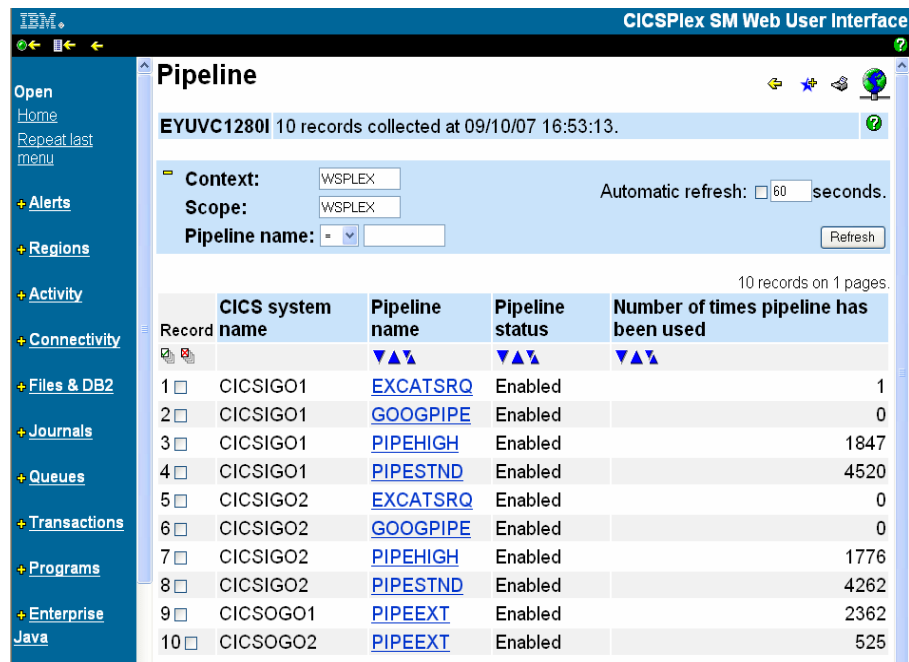 IBM.
CICSPlex SM Web User Interface
Open
Home
Repeat last
menu
Alerts
Regions
Activity
Connectivity
Files & DB2
Journals
Queues
Transactions
Programs
Enterprise
Java
Pipeline
EYUVC1280I 10 records collected at 09/10/07 16:53:13.
Context: WSPLEX
Scope: WSPLEX
Automatic refresh: 60 seconds.
Pipeline name: =
Refresh
10 records on 1 pages.
Record CICS system name Pipeline name Pipeline status Number of times pipeline has been used
1 CICSIGO1 EXCATSRQ Enabled 1
2 CICSIGO1 GOOGPIPE Enabled 0
3 CICSIGO1 PIPEHIGH Enabled 1847
4 CICSIGO1 PIPESTND Enabled 4520
5 CICSIGO2 EXCATSRQ Enabled 0
6 CICSIGO2 GOOGPIPE Enabled 0
7 CICSIGO2 PIPEHIGH Enabled 1776
8 CICSIGO2 PIPESTND Enabled 4262
9 CICSOGO1 PIPEEXT Enabled 2362
10 CICSOGO2 PIPEEXT Enabled 525